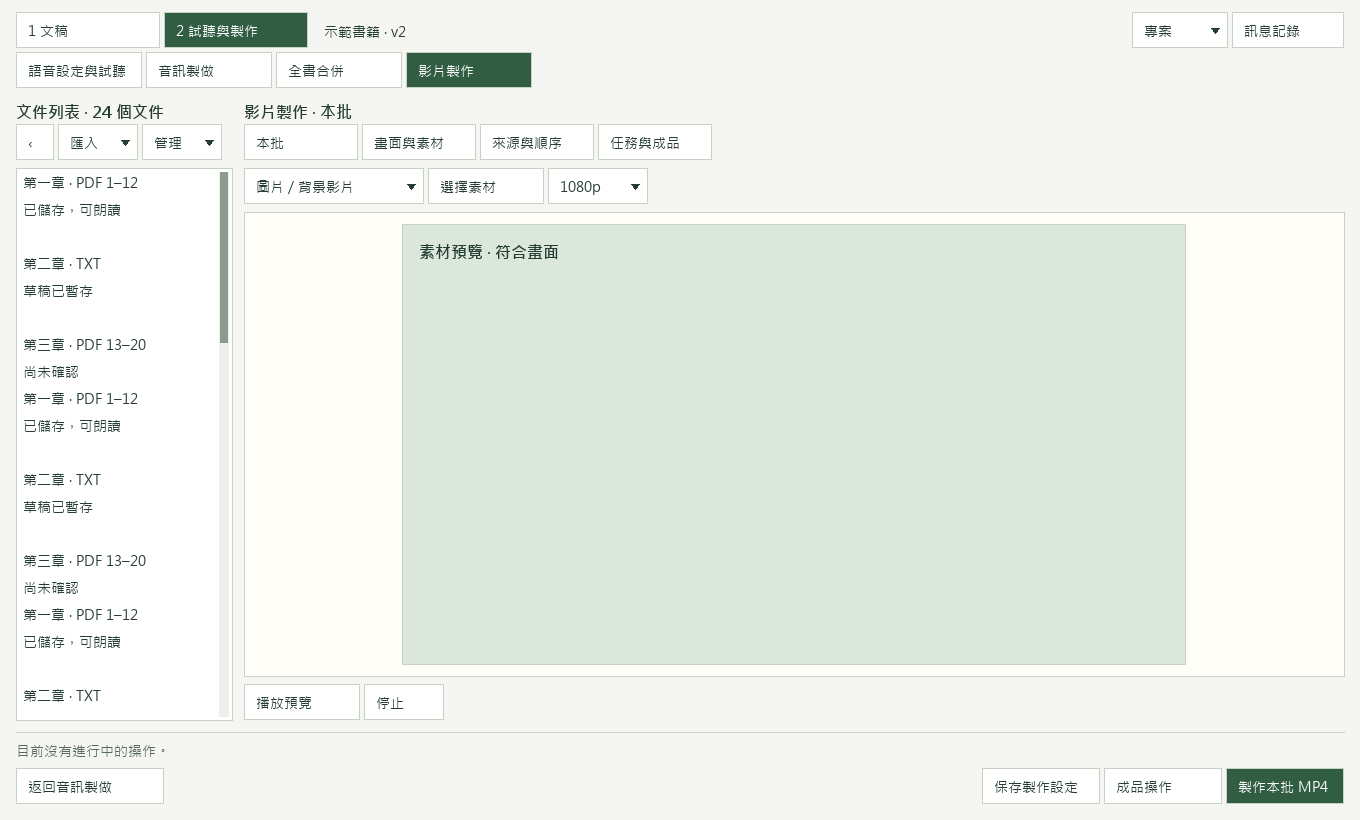 1 文稿
2 試聽與製作
示範書籍 · v2
專案
訊息記錄
語音設定與試聽
音訊製做
全書合併
影片製作
文件列表 · 24 個文件
‹
匯入
管理
第一章 · PDF 1–12
已儲存，可朗讀
第二章 · TXT
草稿已暫存
第三章 · PDF 13–20
尚未確認
第一章 · PDF 1–12
已儲存，可朗讀
第二章 · TXT
草稿已暫存
第三章 · PDF 13–20
尚未確認
第一章 · PDF 1–12
已儲存，可朗讀
第二章 · TXT
影片製作 · 本批
本批
畫面與素材
來源與順序
任務與成品
圖片 / 背景影片
選擇素材
1080p
素材預覽 · 符合畫面
播放預覽
停止
目前沒有進行中的操作。
返回音訊製做
保存製作設定
成品操作
製作本批 MP4